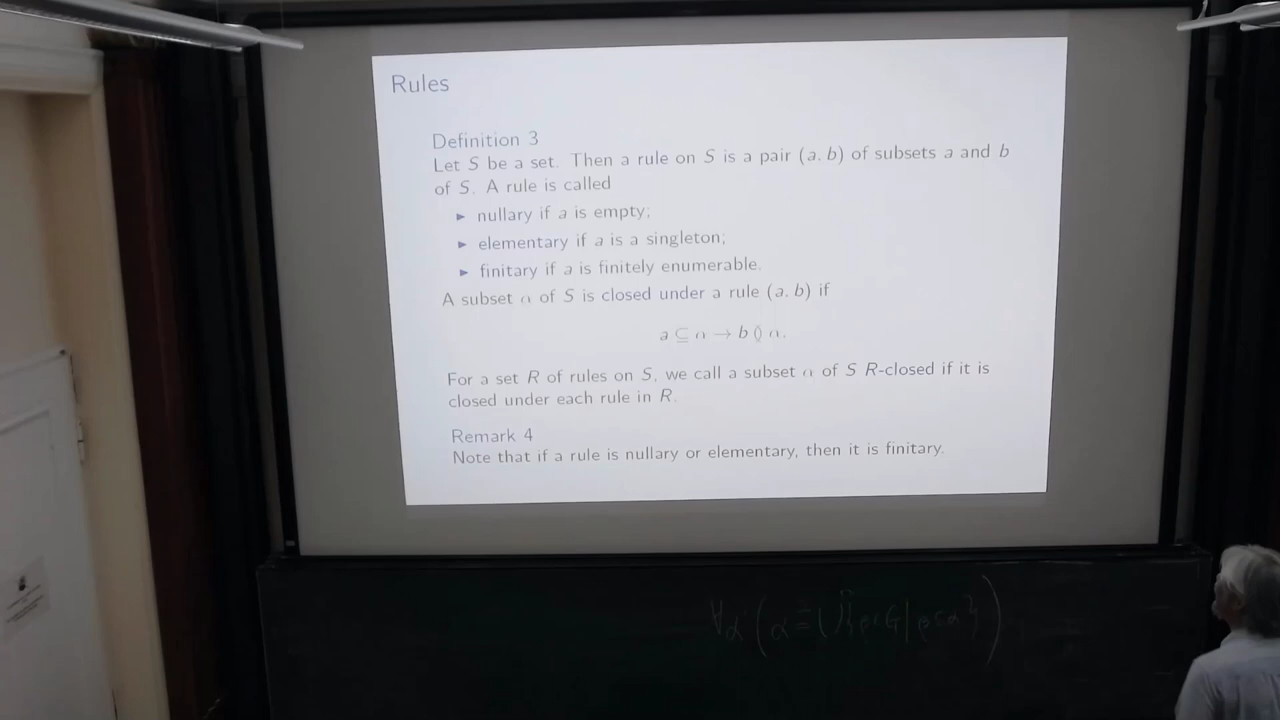 Rules
Definition 3
Let S be a set. Then a rule on S is a pair (a, b) of subsets a and b
of S. A rule is called
▸ nullary if a is empty;
▸ elementary if a is a singleton;
▸ finitary if a is finitely enumerable.
A subset α of S is closed under a rule (a, b) if
a ⊆ α → b ≬ α.
For a set R of rules on S, we call a subset α of S R-closed if it is
closed under each rule in R.
Remark 4
Note that if a rule is nullary or elementary, then it is finitary.
∀α (α = ⋃{